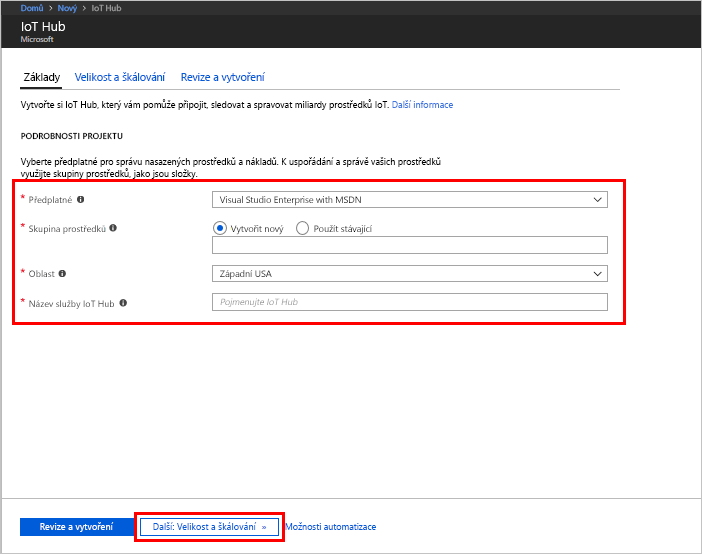 Domů > Nový > IoT Hub
IoT Hub
Microsoft
Základy Velikost a škálování Revize a vytvoření
Vytvořte si IoT Hub, který vám pomůže připojit, sledovat a spravovat miliardy prostředků IoT. Další informace
PODROBNOSTI PROJEKTU
Vyberte předplatné pro správu nasazených prostředků a nákladů. K uspořádání a správě vašich prostředků
využijte skupiny prostředků, jako jsou složky.
* Předplatné Visual Studio Enterprise with MSDN
* Skupina prostředků Vytvořit nový Použít stávající
* Oblast Západní USA
* Název služby IoT Hub Pojmenujte IoT Hub
Revize a vytvoření Další: Velikost a škálování » Možnosti automatizace